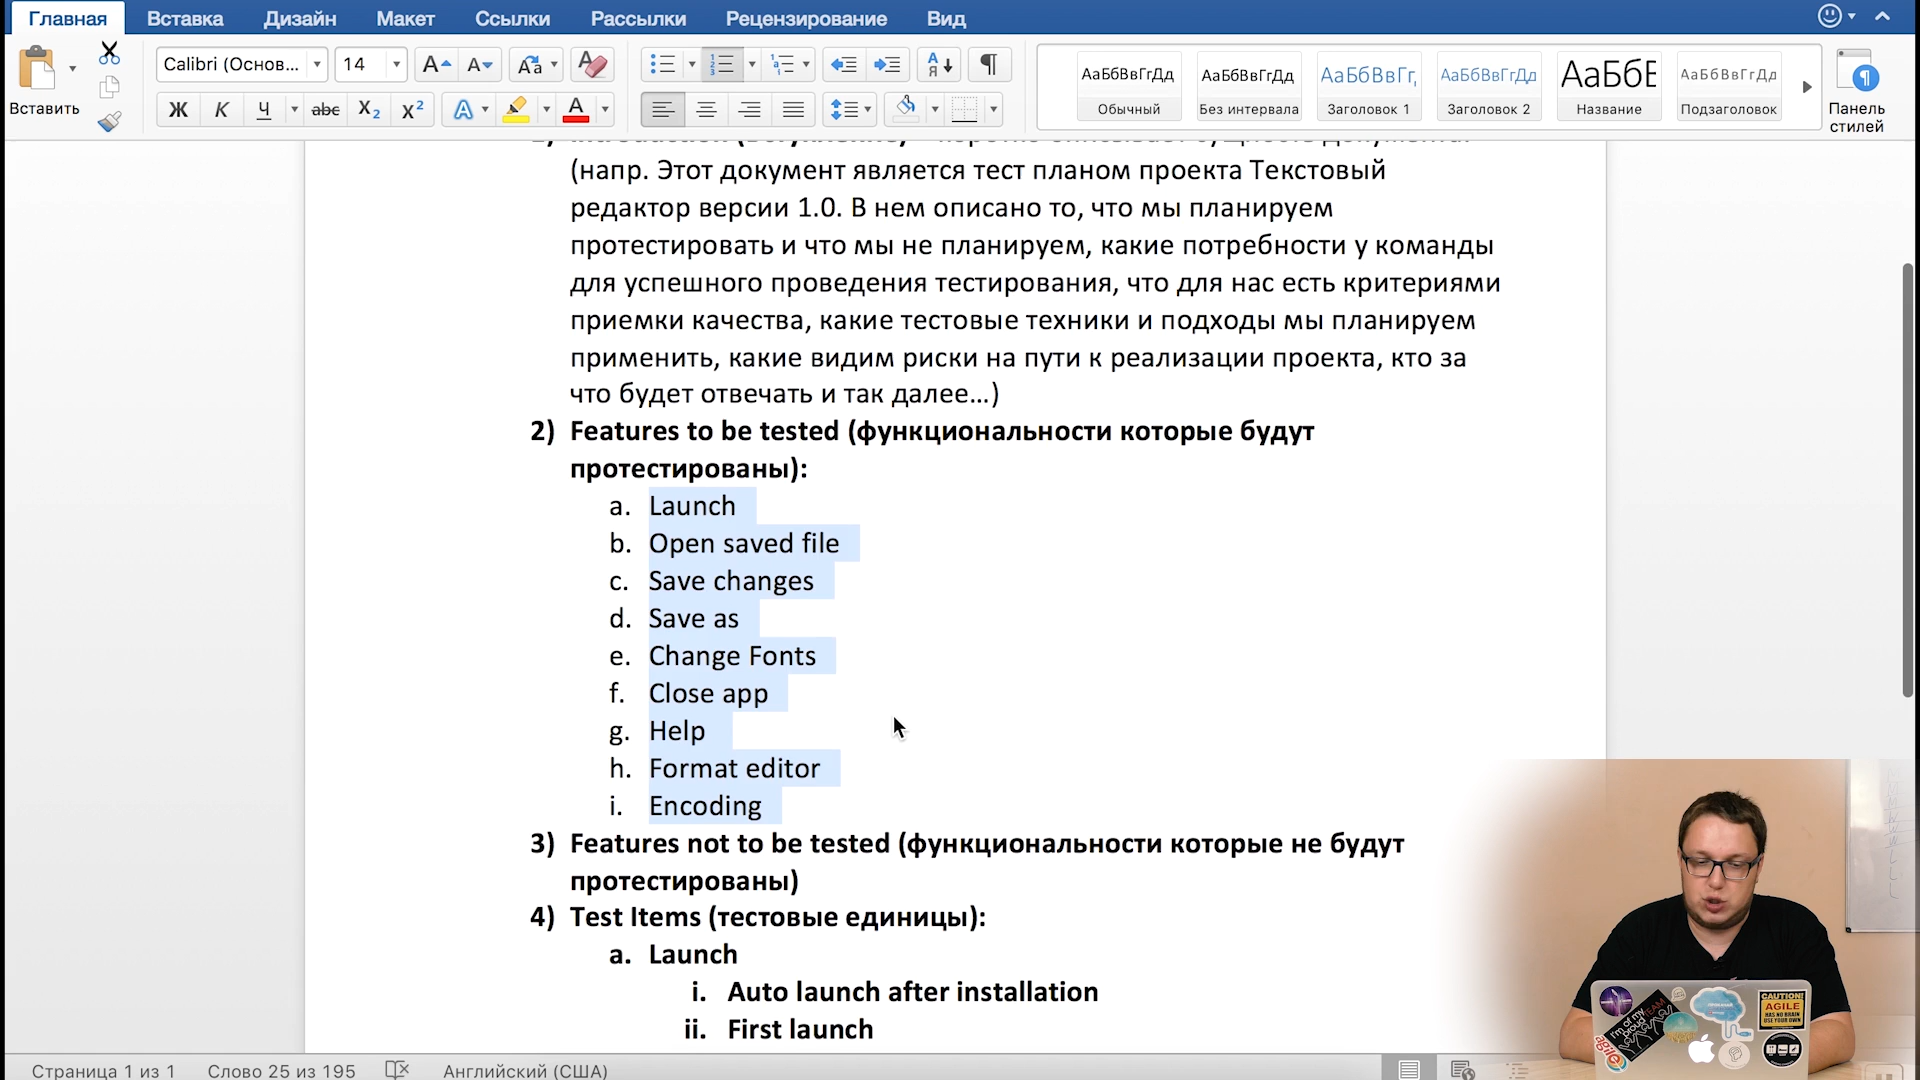 Главная Вставка Дизайн Макет Ссылки Рассылки Рецензирование Вид
Вставить
Calibri (Основ... 14
Ж К Ч abc X₂ X²
АаБбВвГгДд АаБбВвГгДд АаБбВвГг, АаБбВвГгДд АаБбЕ АаБбВвГгДд
Обычный Без интервала Заголовок 1 Заголовок 2 Название Подзаголовок
Панель
стилей
(напр. Этот документ является тест планом проекта Текстовый
редактор версии 1.0. В нем описано то, что мы планируем
протестировать и что мы не планируем, какие потребности у команды
для успешного проведения тестирования, что для нас есть критериями
приемки качества, какие тестовые техники и подходы мы планируем
применить, какие видим риски на пути к реализации проекта, кто за
что будет отвечать и так далее...)
2) Features to be tested (функциональности которые будут
протестированы):
a. Launch
b. Open saved file
c. Save changes
d. Save as
e. Change Fonts
f. Close app
g. Help
h. Format editor
i. Encoding
3) Features not to be tested (функциональности которые не будут
протестированы)
4) Test Items (тестовые единицы):
a. Launch
i. Auto launch after installation
ii. First launch
Страница 1 из 1 Слово 25 из 195 Английский (США)
CAUTION!
AGILE
agile